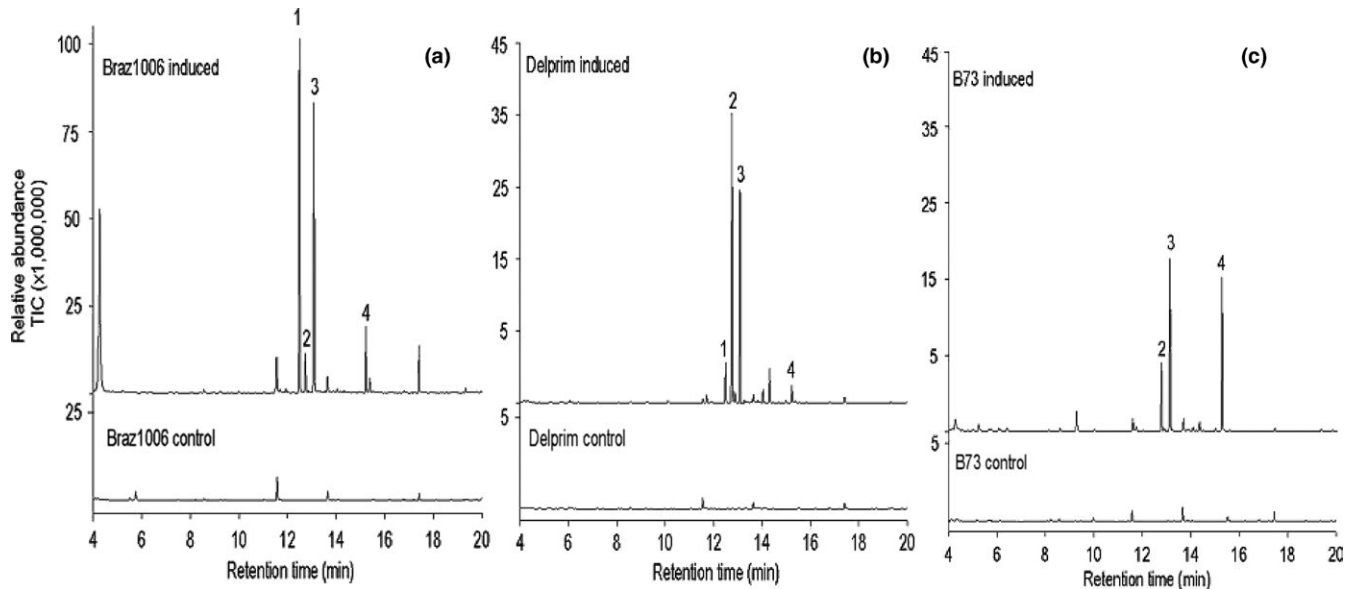 Relative abundance
TIC (×1,000,000)
(a)
Braz1006 induced
100
75
50
25
1
3
2
4
Braz1006 control
25
4 6 8 10 12 14 16 18 20
Retention time (min)
(b)
Delprim induced
45
35
25
15
5
2
3
1
4
Delprim control
5
4 6 8 10 12 14 16 18 20
Retention time (min)
(c)
B73 induced
45
35
25
15
5
3
4
2
B73 control
5
4 6 8 10 12 14 16 18 20
Retention time (min)